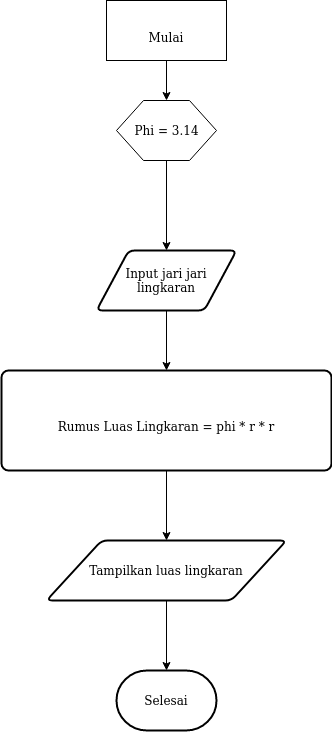 Mulai
Phi = 3.14
Input jari jari
lingkaran
Rumus Luas Lingkaran = phi * r * r
Tampilkan luas lingkaran
Selesai